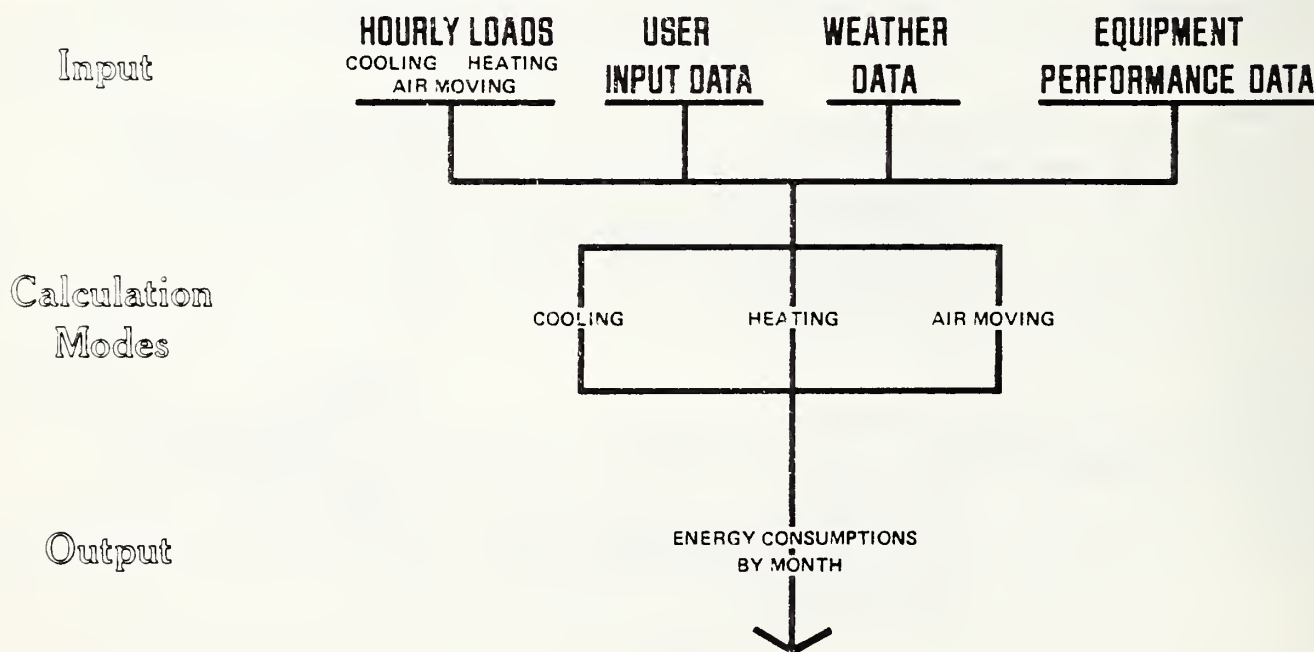 Input
HOURLY LOADS
COOLING HEATING
AIR MOVING
USER
INPUT DATA
WEATHER
DATA
EQUIPMENT
PERFORMANCE DATA
Calculation
Modes
COOLING
HEATING
AIR MOVING
Output
ENERGY CONSUMPTIONS
BY MONTH